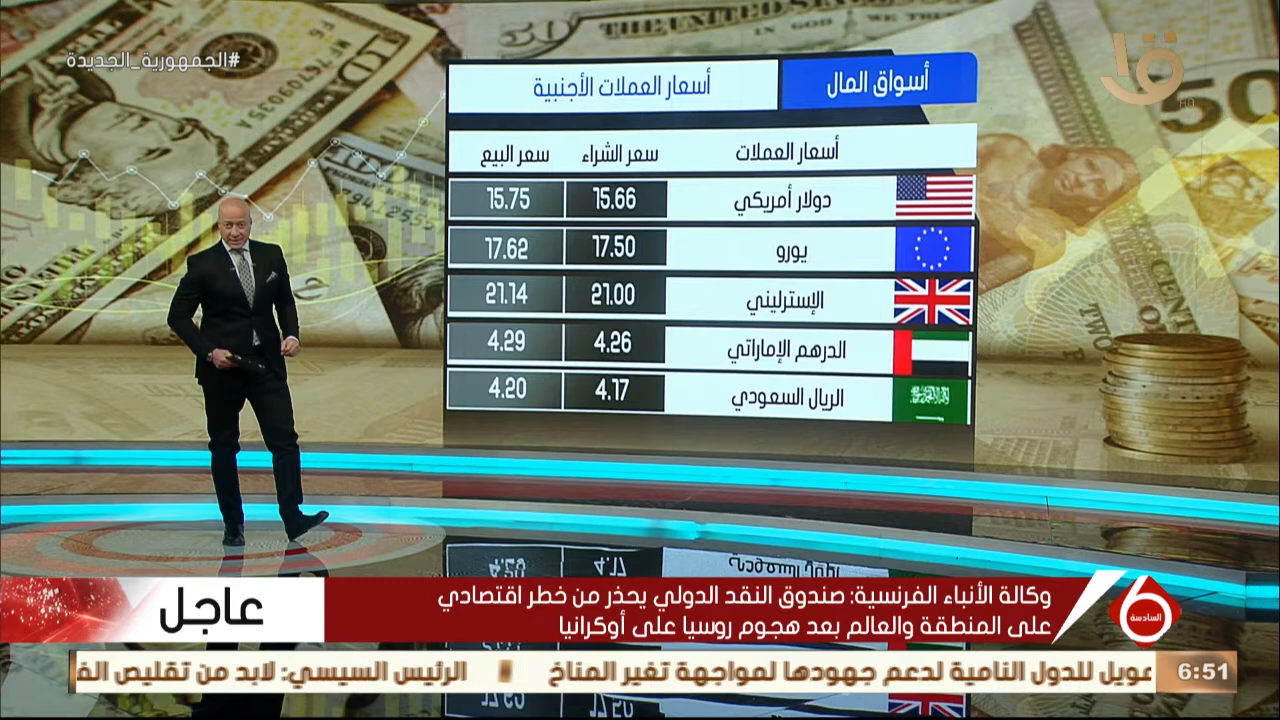 #الجمهورية_الجديدة
أسواق المال
أسعار العملات الأجنبية
أسعار العملات سعر الشراء سعر البيع
دولار أمريكي 15.66 15.75
يورو 17.50 17.62
الإسترليني 21.00 21.14
الدرهم الإماراتي 4.26 4.29
الريال السعودي 4.17 4.20
50
HD
السادسة
عاجل
وكالة الأنباء الفرنسية: صندوق النقد الدولي يحذر من خطر اقتصادي
على المنطقة والعالم بعد هجوم روسيا على أوكرانيا
6:51
عويل للدول النامية لدعم جهودها لمواجهة تغير المناخ الرئيس السيسي: لابد من تقليص الف